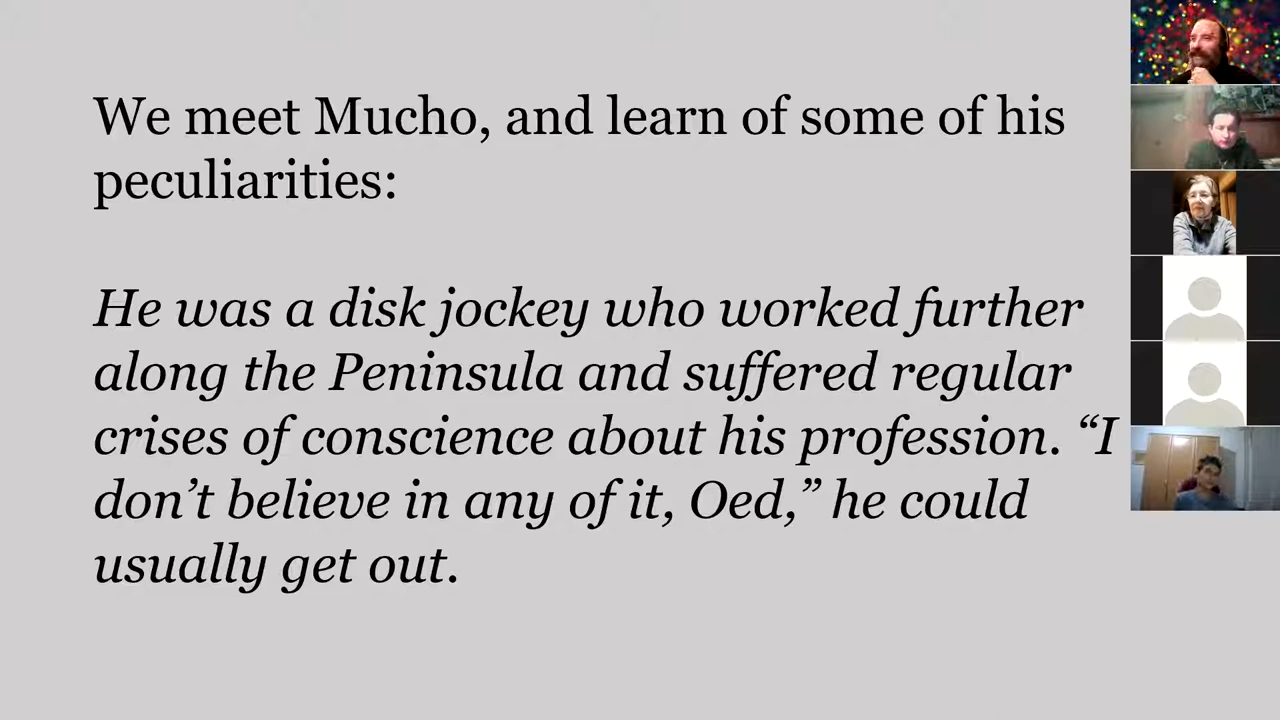 We meet Mucho, and learn of some of his
peculiarities:
He was a disk jockey who worked further
along the Peninsula and suffered regular
crises of conscience about his profession. “I
don’t believe in any of it, Oed,” he could
usually get out.